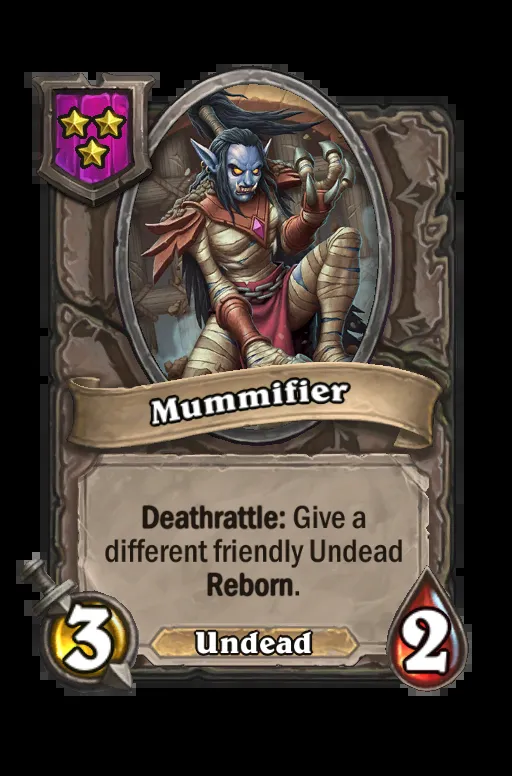 Mummifier
Deathrattle: Give a
different friendly Undead
Reborn.
3
Undead
2